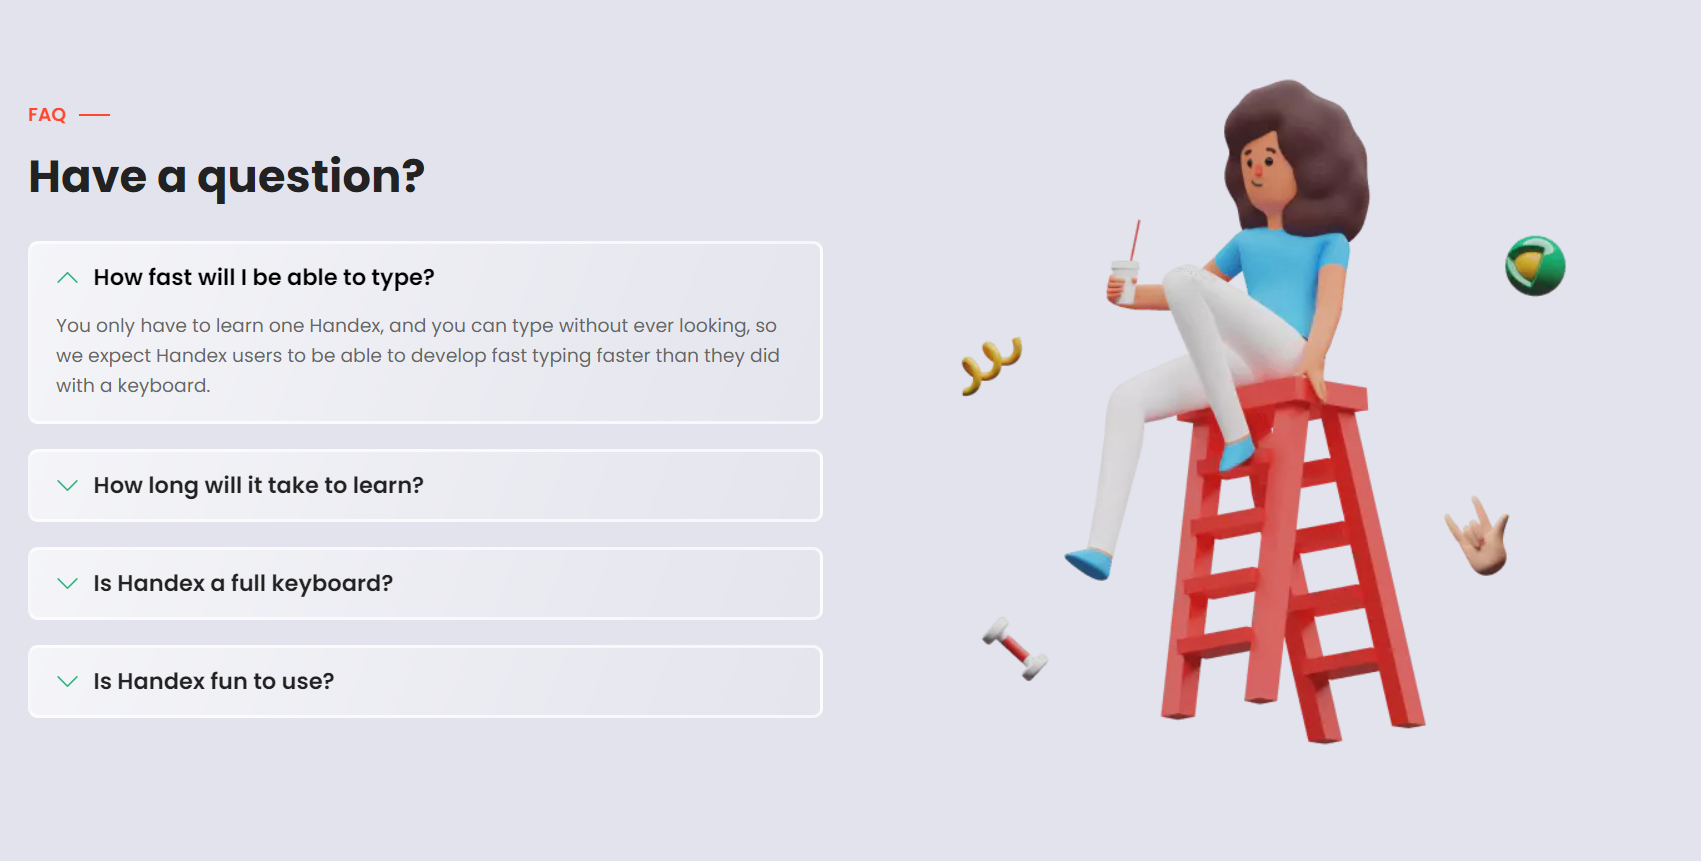 FAQ
Have a question?
How fast will I be able to type?
You only have to learn one Handex, and you can type without ever looking, so
we expect Handex users to be able to develop fast typing faster than they did
with a keyboard.
How long will it take to learn?
Is Handex a full keyboard?
Is Handex fun to use?